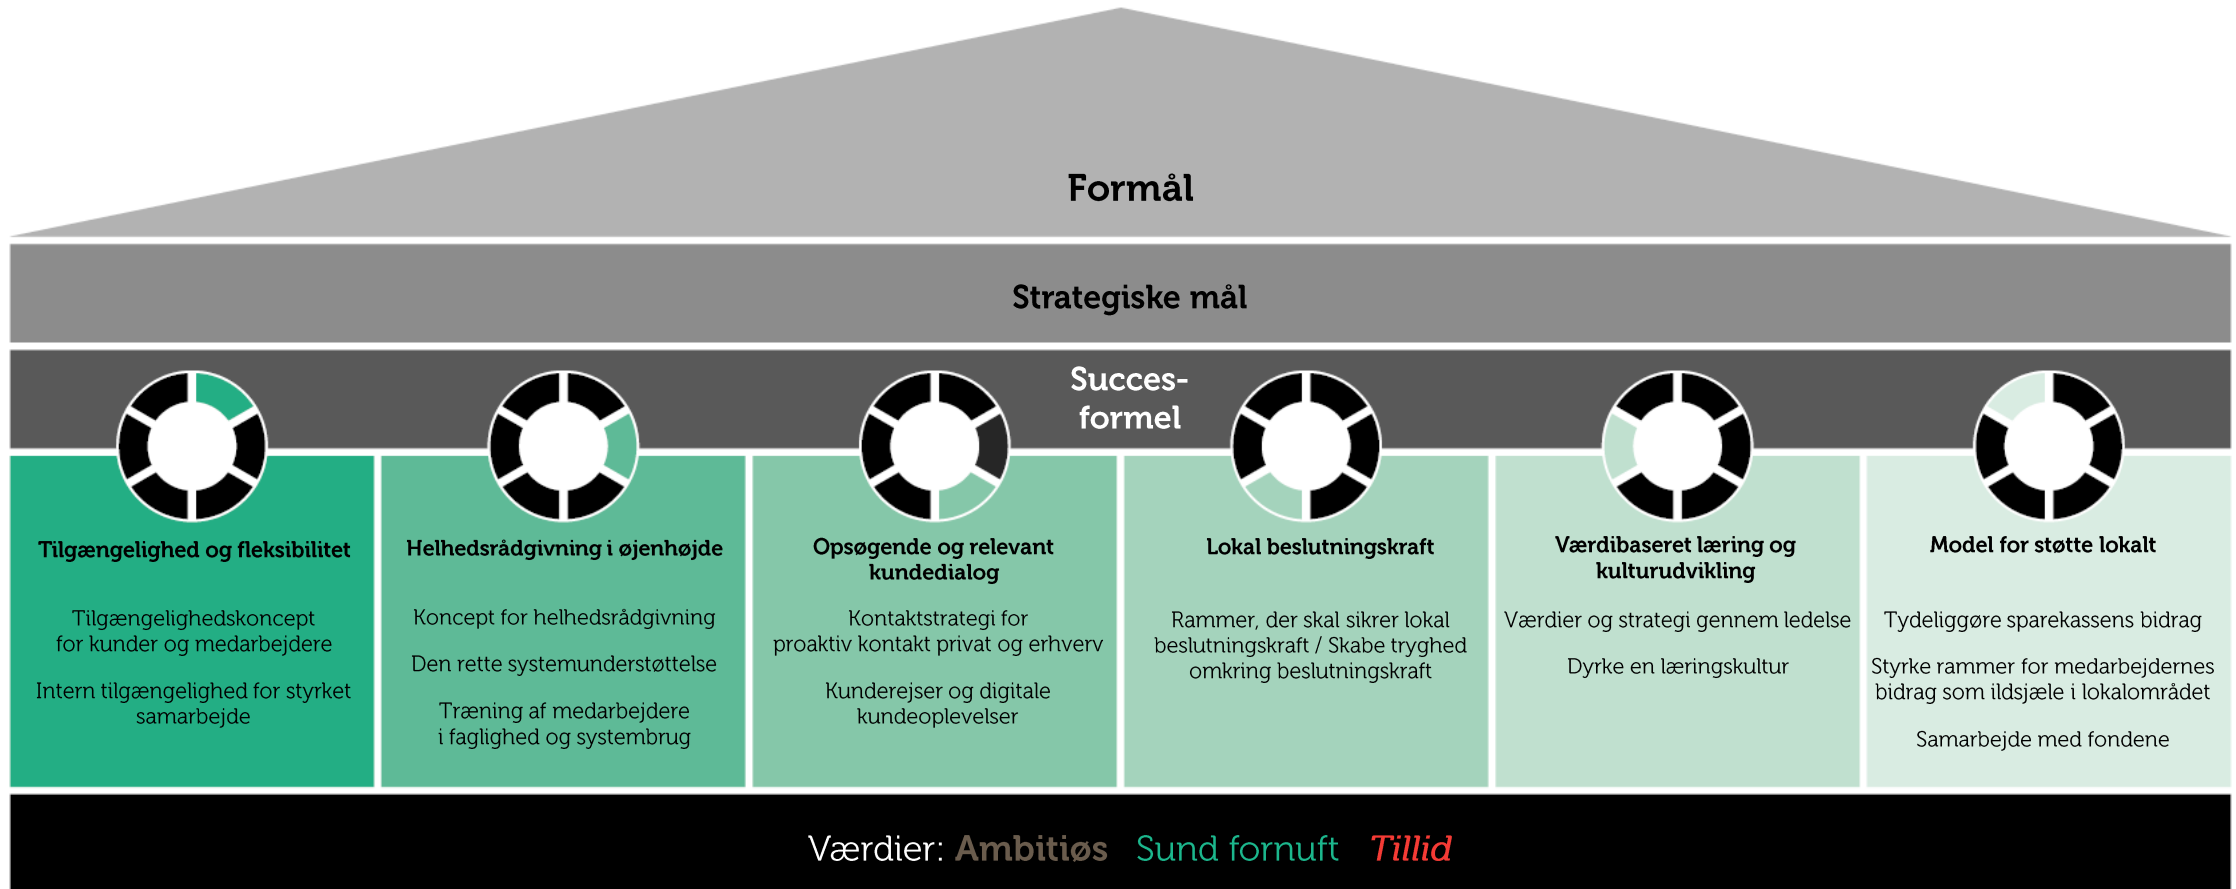 Formål
Strategiske mål
Succes-
formel
Tilgængelighed og fleksibilitet
Tilgængelighedskoncept
for kunder og medarbejdere
Intern tilgængelighed for styrket
samarbejde
Helhedsrådgivning i øjenhøjde
Koncept for helhedsrådgivning
Den rette systemunderstøttelse
Træning af medarbejdere
i faglighed og systembrug
Opsøgende og relevant
kundedialog
Kontaktstrategi for
proaktiv kontakt privat og erhverv
Kunderejser og digitale
kundeoplevelser
Lokal beslutningskraft
Rammer, der skal sikrer lokal
beslutningskraft / Skabe tryghed
omkring beslutningskraft
Værdibaseret læring og
kulturudvikling
Værdier og strategi gennem ledelse
Dyrke en læringskultur
Model for støtte lokalt
Tydeliggøre sparekassens bidrag
Styrke rammer for medarbejdernes
bidrag som ildsjæle i lokalområdet
Samarbejde med fondene
Værdier: Ambitiøs Sund fornuft Tillid